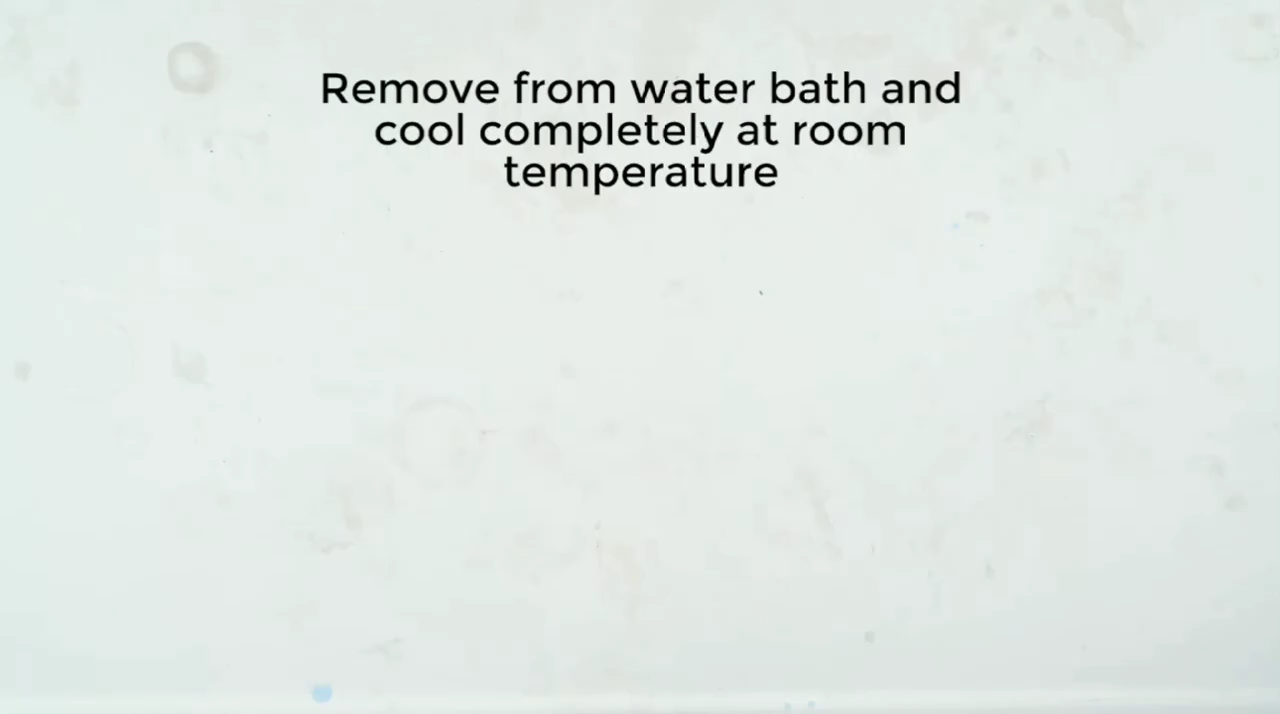 Remove from water bath and
cool completely at room
temperature